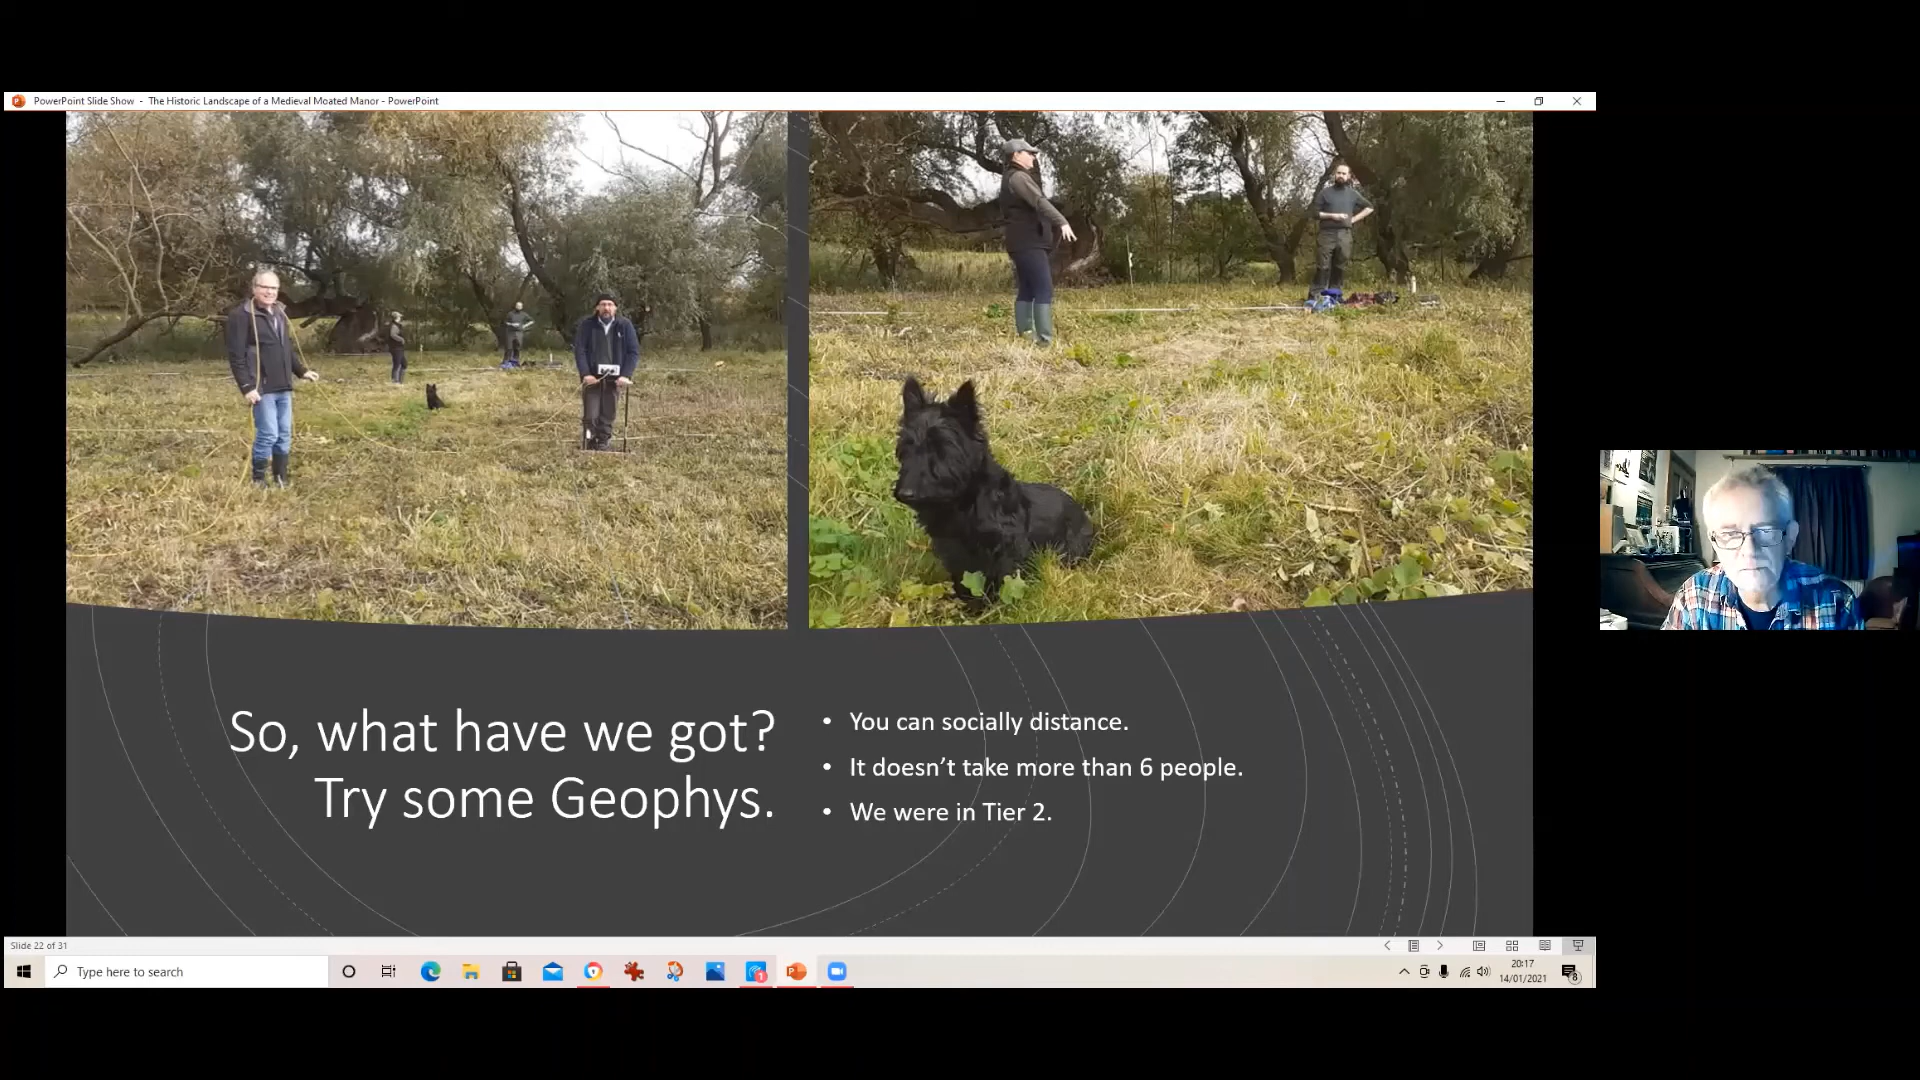 PowerPoint Slide Show - The Historic Landscape of a Medieval Moated Manor - PowerPoint
So, what have we got?
Try some Geophys.
• You can socially distance.
• It doesn't take more than 6 people.
• We were in Tier 2.
Slide 22 of 31
Type here to search
1
20:17
14/01/2021
8